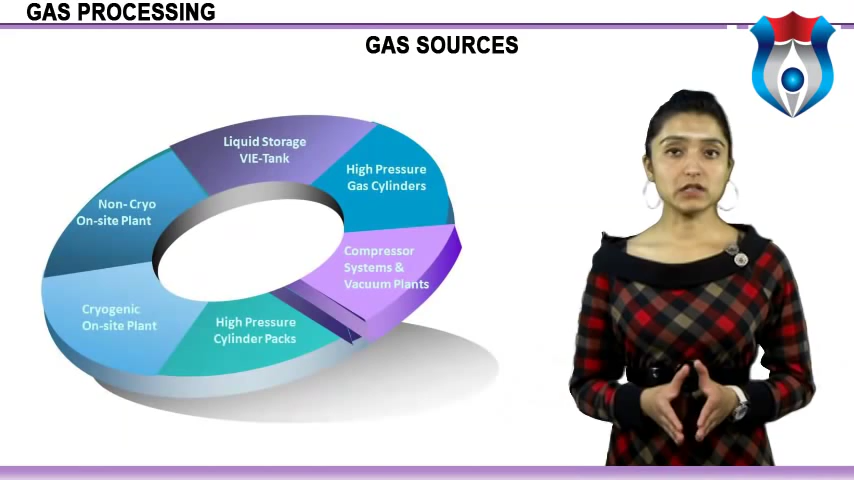 GAS PROCESSING
GAS SOURCES
Liquid Storage
VIE-Tank
High Pressure
Gas Cylinders
Non- Cryo
On-site Plant
Compressor
Systems &
Vacuum Plants
Cryogenic
On-site Plant
High Pressure
Cylinder Packs